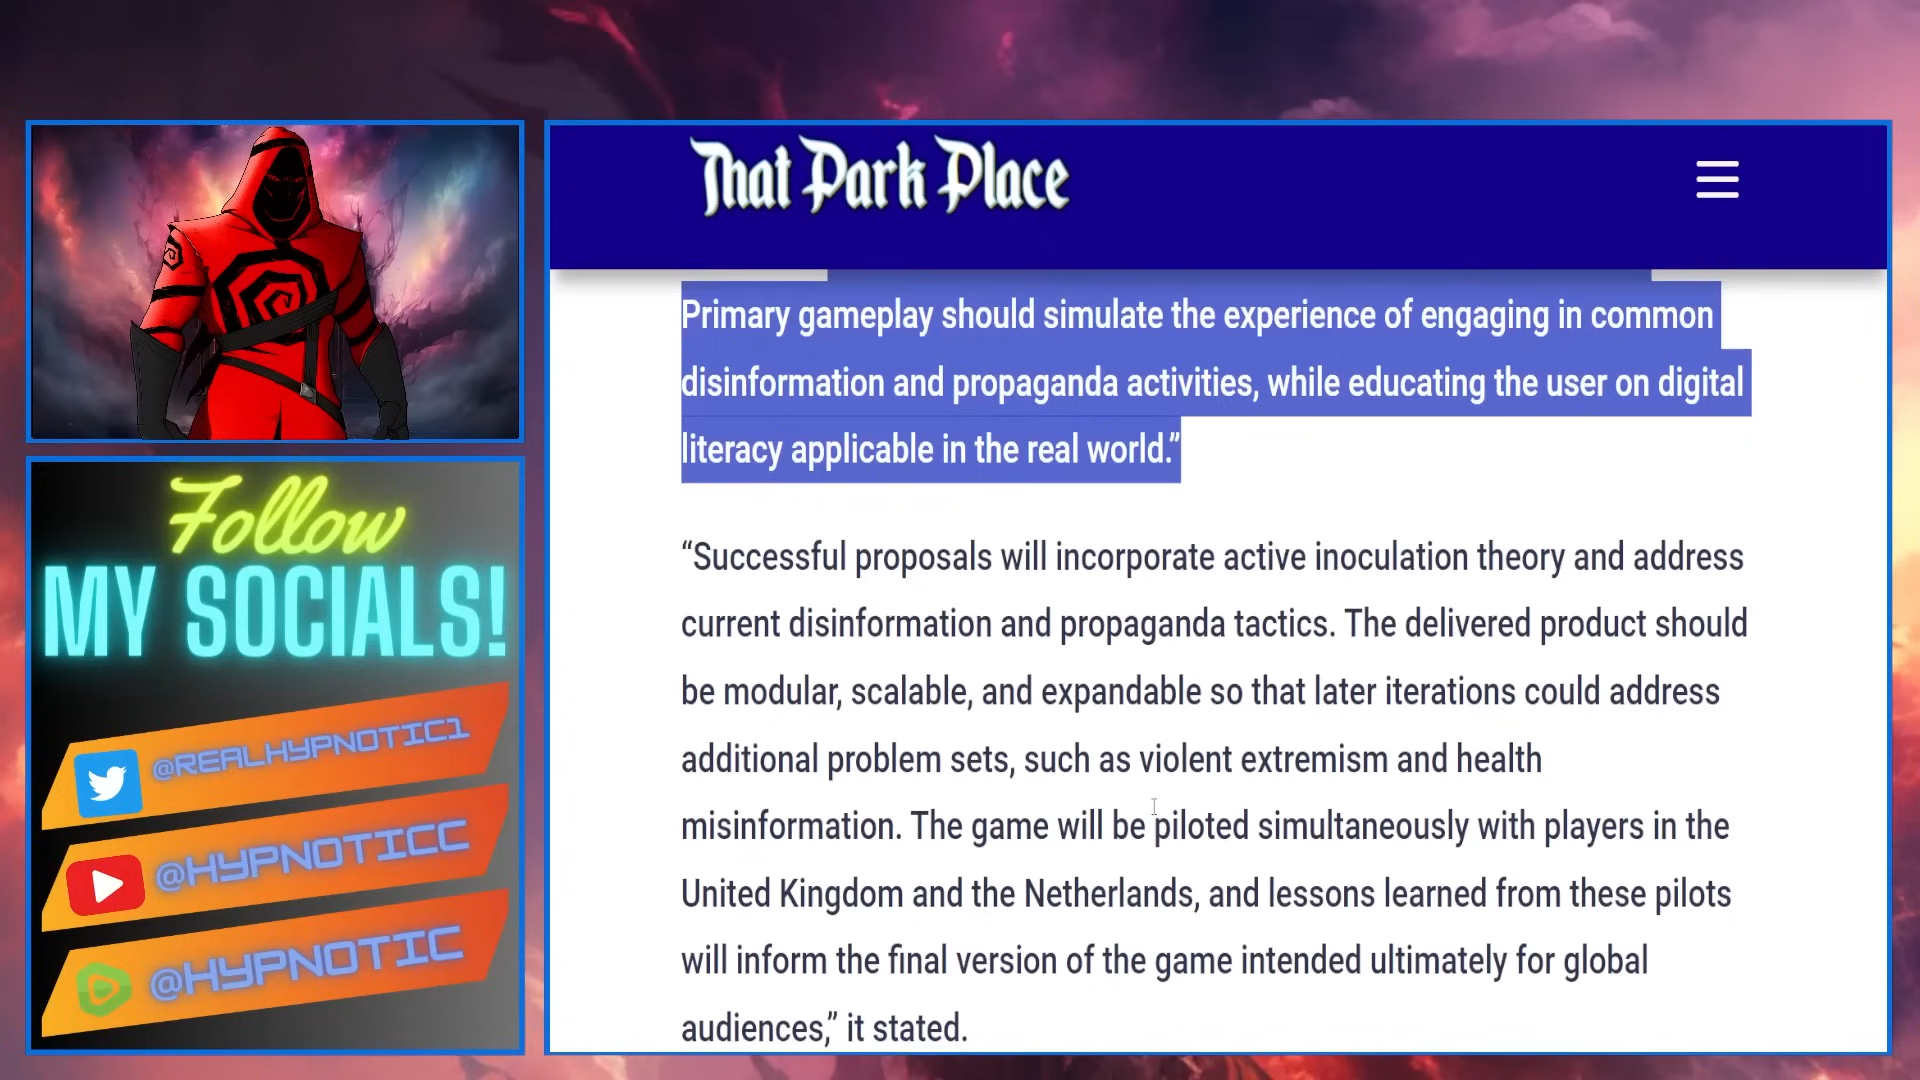 That Park Place
Primary gameplay should simulate the experience of engaging in common
disinformation and propaganda activities, while educating the user on digital
literacy applicable in the real world.”
“Successful proposals will incorporate active inoculation theory and address
current disinformation and propaganda tactics. The delivered product should
be modular, scalable, and expandable so that later iterations could address
additional problem sets, such as violent extremism and health
misinformation. The game will be piloted simultaneously with players in the
United Kingdom and the Netherlands, and lessons learned from these pilots
will inform the final version of the game intended ultimately for global
audiences,” it stated.
Follow
MY SOCIALS!
@REALHYPNOTIC1
@HYPNOTICC
@HYPNOTIC